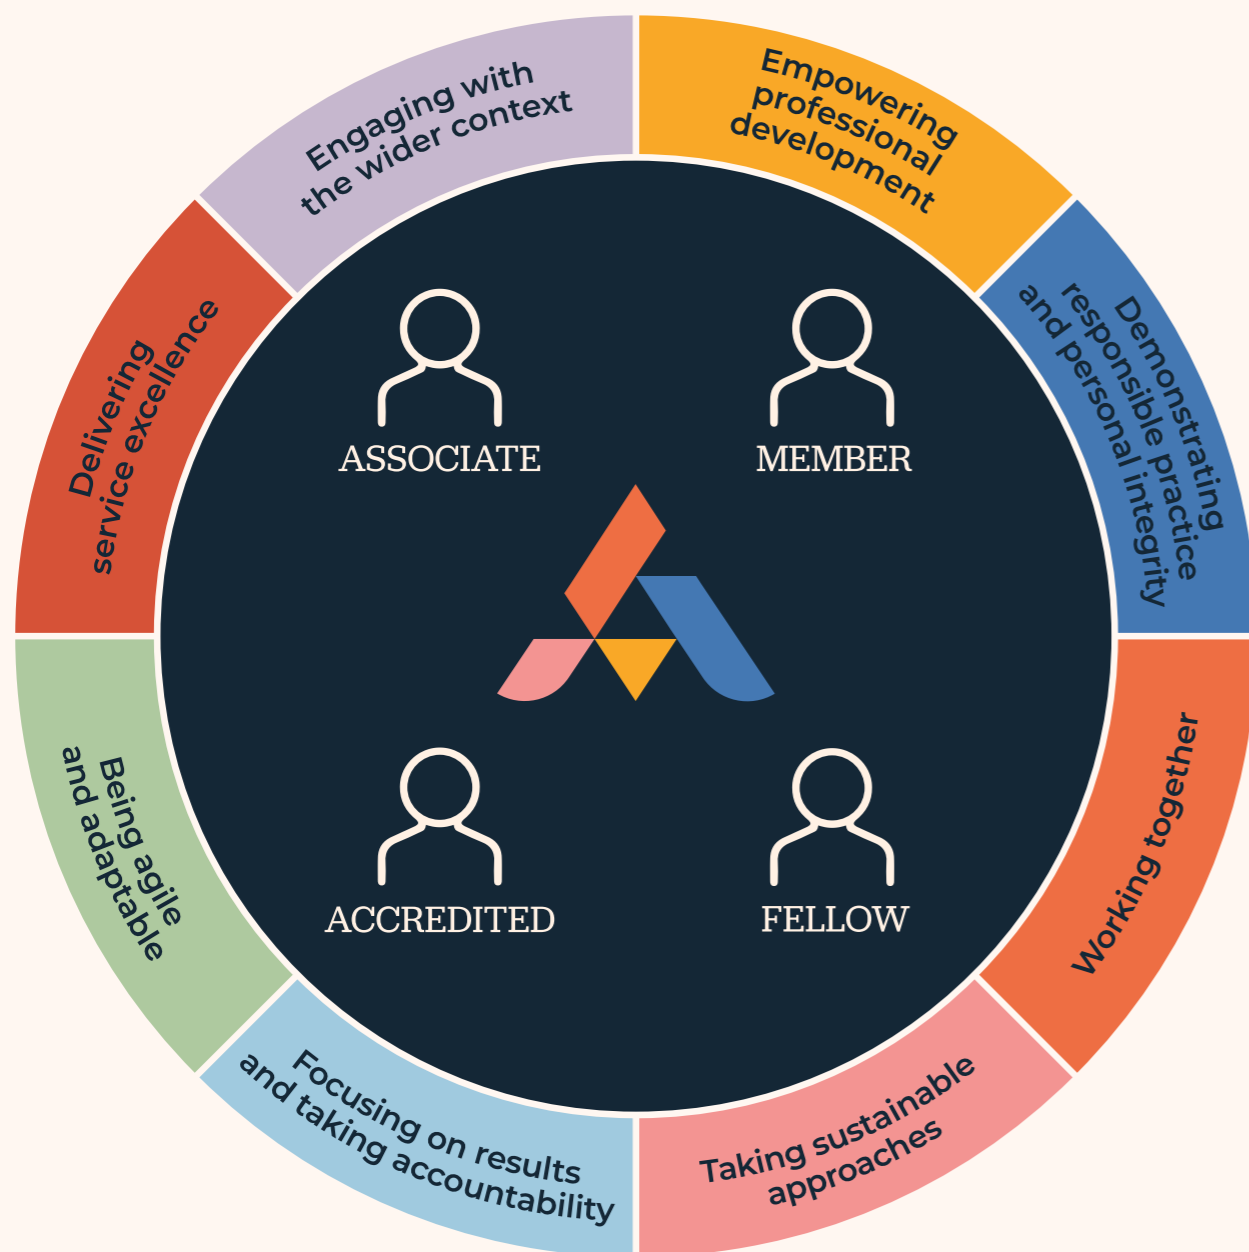 Engaging with
the wider context
Empowering
professional
development
Demonstrating
responsible practice
and personal integrity
Working together
Taking sustainable
approaches
Focusing on results
and taking accountability
Being agile
and adaptable
Delivering
service excellence
ASSOCIATE
MEMBER
ACCREDITED
FELLOW